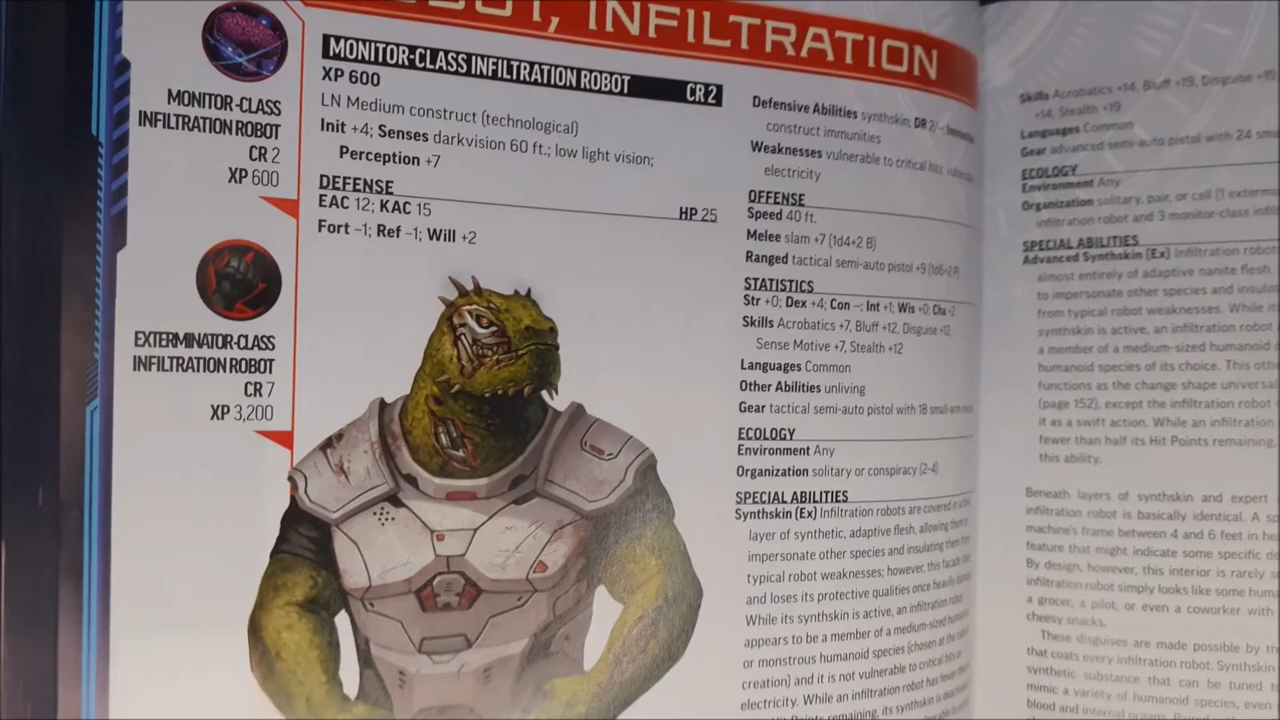 ROBOT, INFILTRATION
MONITOR-CLASS
INFILTRATION ROBOT
CR 2
XP 600
EXTERMINATOR-CLASS
INFILTRATION ROBOT
CR 7
XP 3,200
MONITOR-CLASS INFILTRATION ROBOT CR 2
XP 600
LN Medium construct (technological)
Init +4; Senses darkvision 60 ft.; low light vision;
Perception +7
DEFENSE HP 25
EAC 12; KAC 15
Fort –1; Ref –1; Will +2
Defensive Abilities synthskin; DR 2/–; Immunities
construct immunities
Weaknesses vulnerable to critical hits,
electricity
OFFENSE
Speed 40 ft.
Melee slam +7 (1d4+2 B)
Ranged tactical semi-auto pistol +9 (1d6+2 P)
STATISTICS
Str +0; Dex +4; Con –; Int +1; Wis +0; Cha +2
Skills Acrobatics +7, Bluff +12, Disguise +12,
Sense Motive +7, Stealth +12
Languages Common
Other Abilities unliving
Gear tactical semi-auto pistol with 18 small-arm
ECOLOGY
Environment Any
Organization solitary or conspiracy (2-4)
SPECIAL ABILITIES
Synthskin (Ex) Infiltration robots are covered in a
layer of synthetic, adaptive flesh, allowing them
impersonate other species and insulating them
typical robot weaknesses; however, this facade
and loses its protective qualities once heavily
While its synthskin is active, an infiltration robot
appears to be a member of a medium-sized
or monstrous humanoid species (chosen at the
creation) and it is not vulnerable to critical hits
electricity. While an infiltration robot has
Hit Points remaining, its synthskin is
Skills Acrobatics +14, Bluff +19, Disguise
+14, Stealth +19
Languages Common
Gear advanced semi-auto pistol with 24
ECOLOGY
Environment Any
Organization solitary, pair, or cell (1
infiltration robot and 3 monitor-class
SPECIAL ABILITIES
Advanced Synthskin (Ex) Infiltration
almost entirely of adaptive nanite flesh
to impersonate other species and
from typical robot weaknesses. While
synthskin is active, an infiltration robot
a member of a medium-sized humanoid
humanoid species of its choice. This
functions as the change shape
(page 152), except the infiltration robot
it as a swift action. While an infiltration
fewer than half its Hit Points remaining,
this ability.
Beneath layers of synthskin and expert
infiltration robot is basically identical. A
machine's frame between 4 and 6 feet in
feature that might indicate some specific
By design, however, this interior is rarely
infiltration robot simply looks like some
a grocer, a pilot, or even a coworker with
cheesy snacks.
These disguises are made possible by
that coats every infiltration robot. Synthskin
synthetic substance that can be tuned
mimic a variety of humanoid species, even
blood and internal organs.